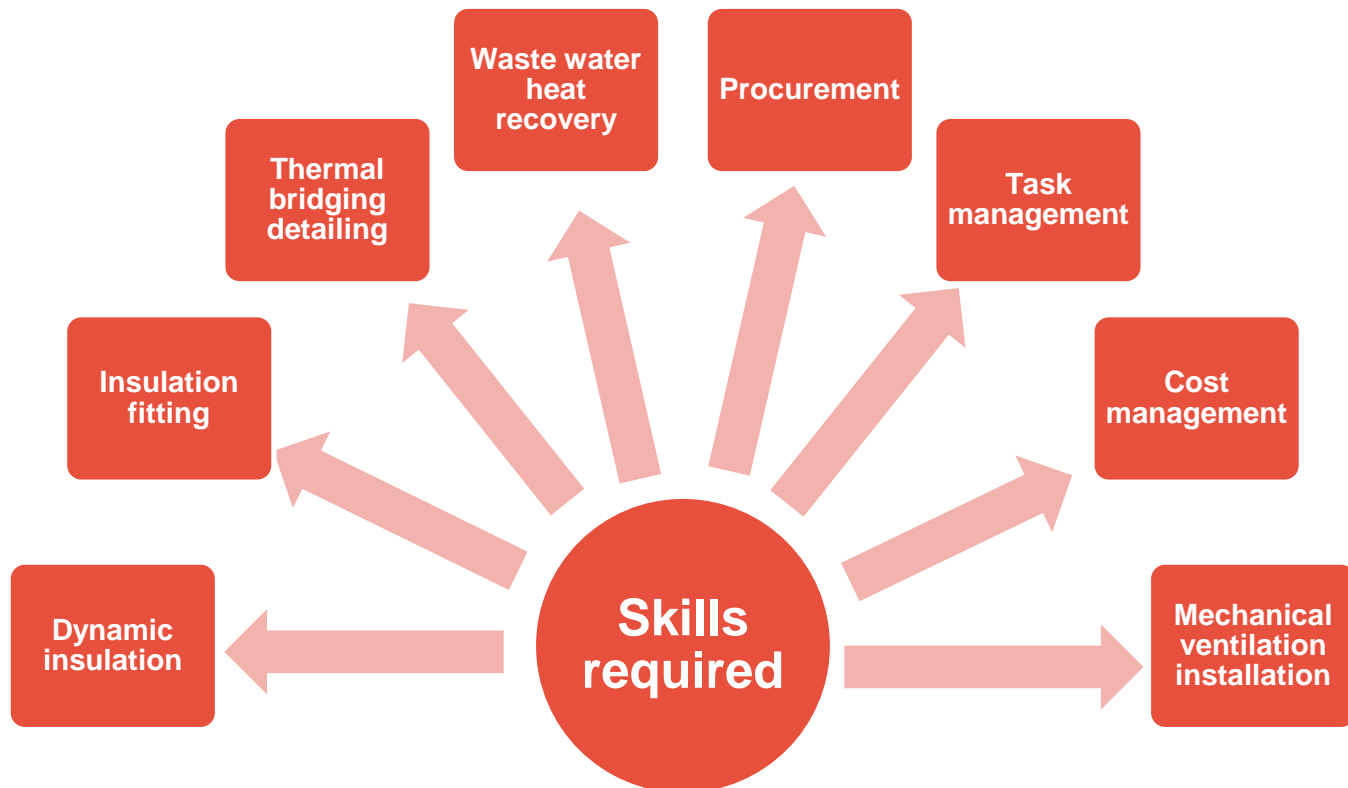 Waste water
heat
recovery
Procurement
Thermal
bridging
detailing
Task
management
Insulation
fitting
Cost
management
Dynamic
insulation
Skills
required
Mechanical
ventilation
installation